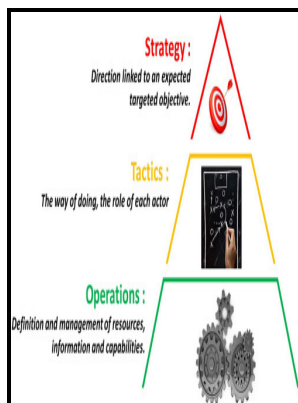 Strategy :
Direction linked to an expected
targeted objective.
Tactics :
The way of doing, the role of each actor
Operations :
Definition and management of resources,
information and capabilities.